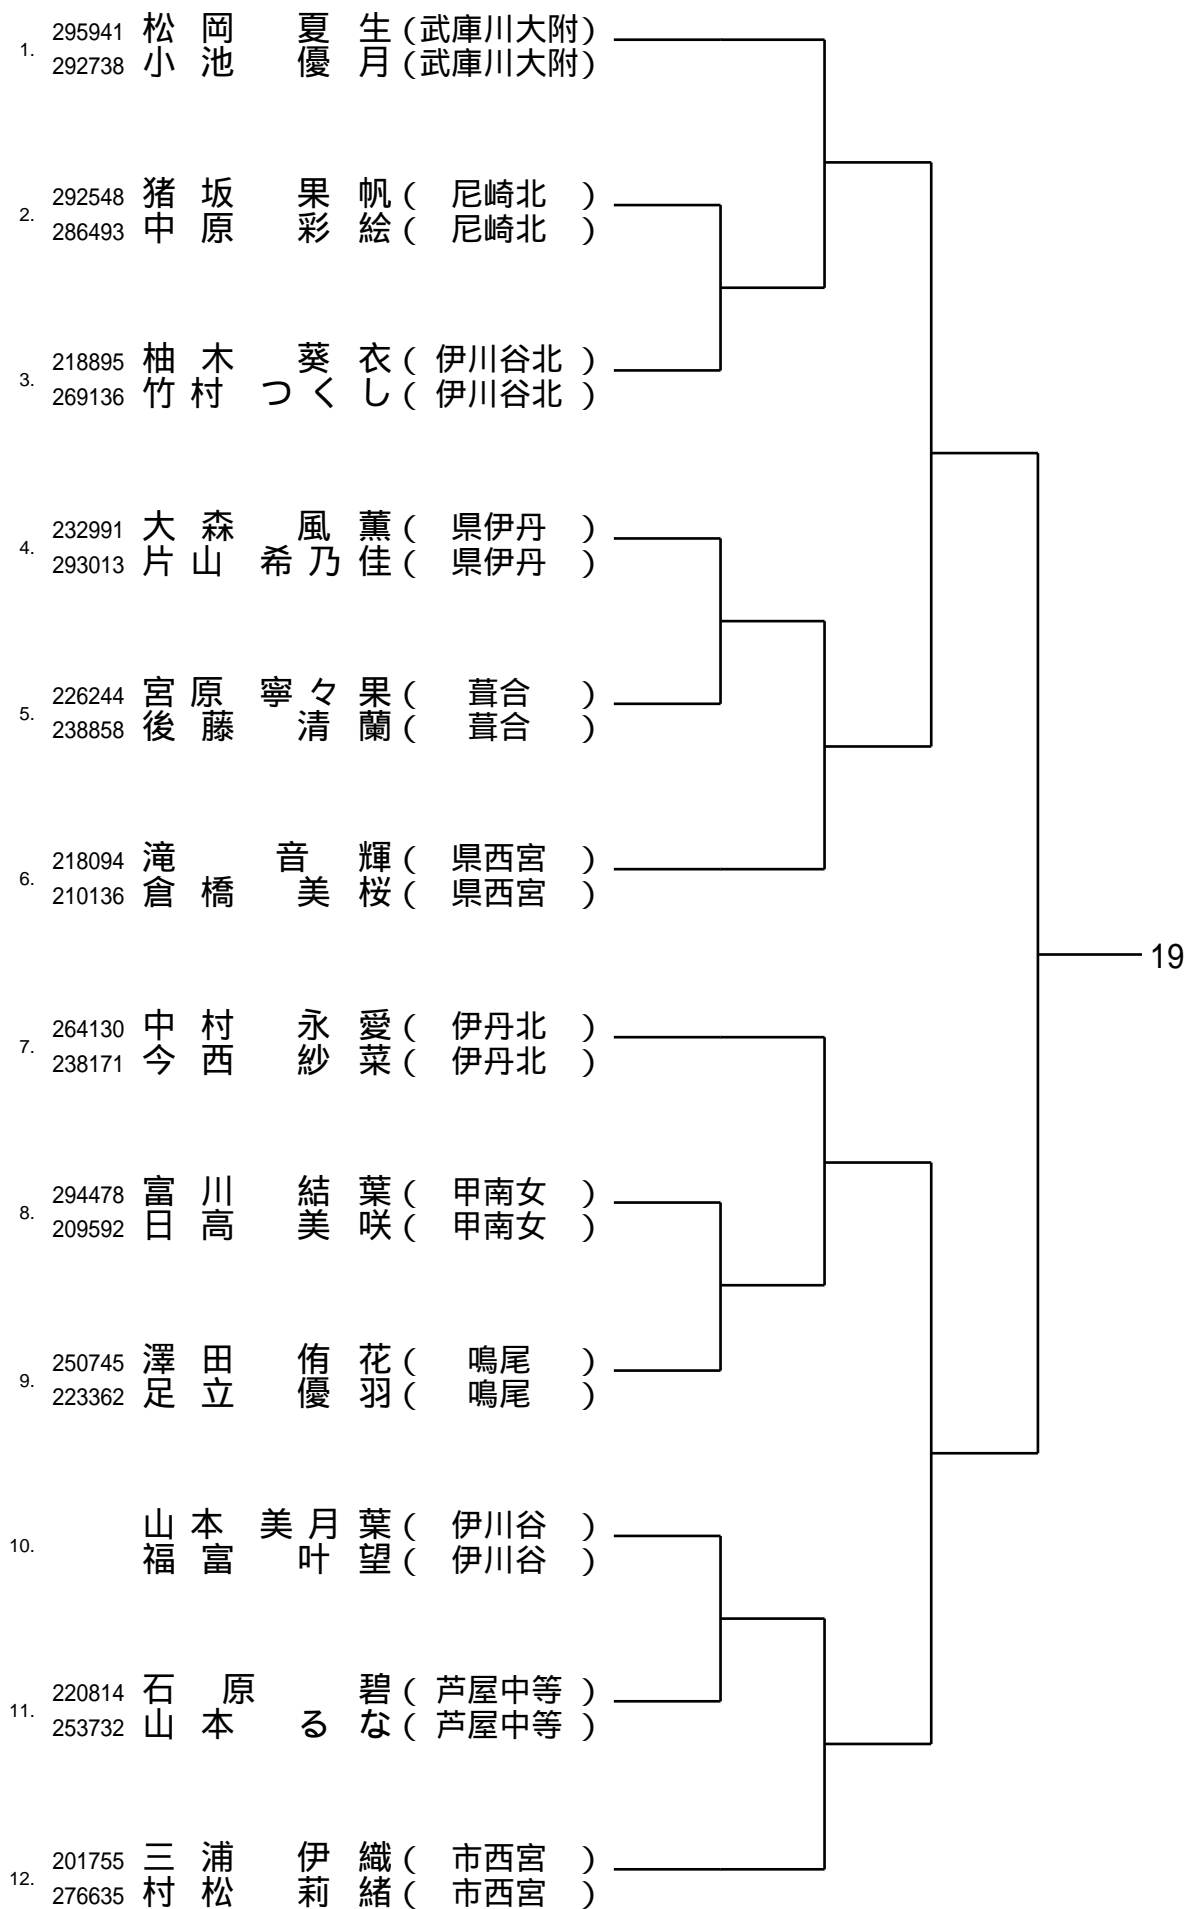 1. 295941 松岡 夏生 (武庫川大附)
292738 小池 優月 (武庫川大附)
2. 292548 猪坂 果帆 ( 尼崎北 )
286493 中原 彩絵 ( 尼崎北 )
3. 218895 柚木 葵衣 ( 伊川谷北 )
269136 竹村 つくし ( 伊川谷北 )
4. 232991 大森 風薫 ( 県伊丹 )
293013 片山 希乃佳 ( 県伊丹 )
5. 226244 宮原 寧々果 ( 葺合 )
238858 後藤 清蘭 ( 葺合 )
6. 218094 滝 音輝 ( 県西宮 )
210136 倉橋 美桜 ( 県西宮 )
19
7. 264130 中村 永愛 ( 伊丹北 )
238171 今西 紗菜 ( 伊丹北 )
8. 294478 富川 結葉 ( 甲南女 )
209592 日高 美咲 ( 甲南女 )
9. 250745 澤田 侑花 ( 鳴尾 )
223362 足立 優羽 ( 鳴尾 )
10. 山本 美月葉 ( 伊川谷 )
福富 叶望 ( 伊川谷 )
11. 220814 石原 碧 ( 芦屋中等 )
253732 山本 るな ( 芦屋中等 )
12. 201755 三浦 伊織 ( 市西宮 )
276635 村松 莉緒 ( 市西宮 )